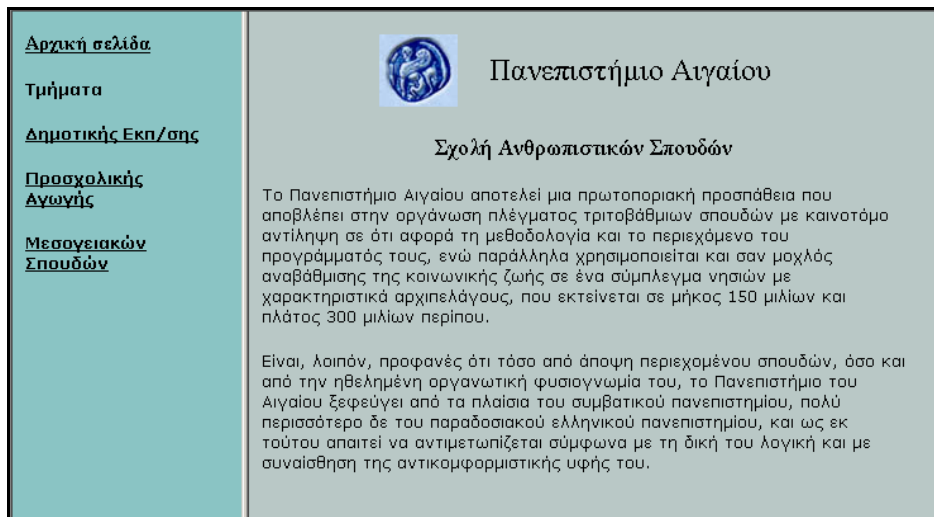 Αρχική σελίδα
Τμήματα
Δημοτικής Εκπ/σης
Προσχολικής
Αγωγής
Μεσογειακών
Σπουδών
Πανεπιστήμιο Αιγαίου
Σχολή Ανθρωπιστικών Σπουδών
Το Πανεπιστήμιο Αιγαίου αποτελεί μια πρωτοποριακή προσπάθεια που
αποβλέπει στην οργάνωση πλέγματος τριτοβάθμιων σπουδών με καινοτόμο
αντίληψη σε ότι αφορά τη μεθοδολογία και το περιεχόμενο του
προγράμματός τους, ενώ παράλληλα χρησιμοποιείται και σαν μοχλός
αναβάθμισης της κοινωνικής ζωής σε ένα σύμπλεγμα νησιών με
χαρακτηριστικά αρχιπελάγους, που εκτείνεται σε μήκος 150 μιλίων και
πλάτος 300 μιλίων περίπου.
Είναι, λοιπόν, προφανές ότι τόσο από άποψη περιεχομένου σπουδών, όσο και
από την ηθελημένη οργανωτική φυσιογνωμία του, το Πανεπιστήμιο του
Αιγαίου ξεφεύγει από τα πλαίσια του συμβατικού πανεπιστημίου, πολύ
περισσότερο δε του παραδοσιακού ελληνικού πανεπιστημίου, και ως εκ
τούτου απαιτεί να αντιμετωπίζεται σύμφωνα με τη δική του λογική και με
συναίσθηση της αντικομφορμιστικής υφής του.